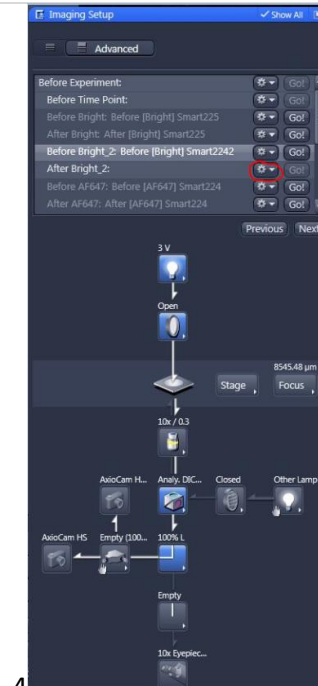 Imaging Setup
Show All
Advanced
Before Experiment: Go!
Before Time Point: Go!
Before Bright: Before [Bright] Smart225 Go!
After Bright: After [Bright] Smart225 Go!
Before Bright_2: Before [Bright] Smart2242 Go!
After Bright_2: Go!
Before AF647: Before [AF647] Smart224 Go!
After AF647: After [AF647] Smart224 Go!
Previous Next
3 V
Open
8545.48 µm
Stage Focus
10x / 0.3
AxioCam H... Analy. DIC... Closed Other Lamp
AxioCam HS Empty (100... 100% L
Empty
10x Eyepiec...
4